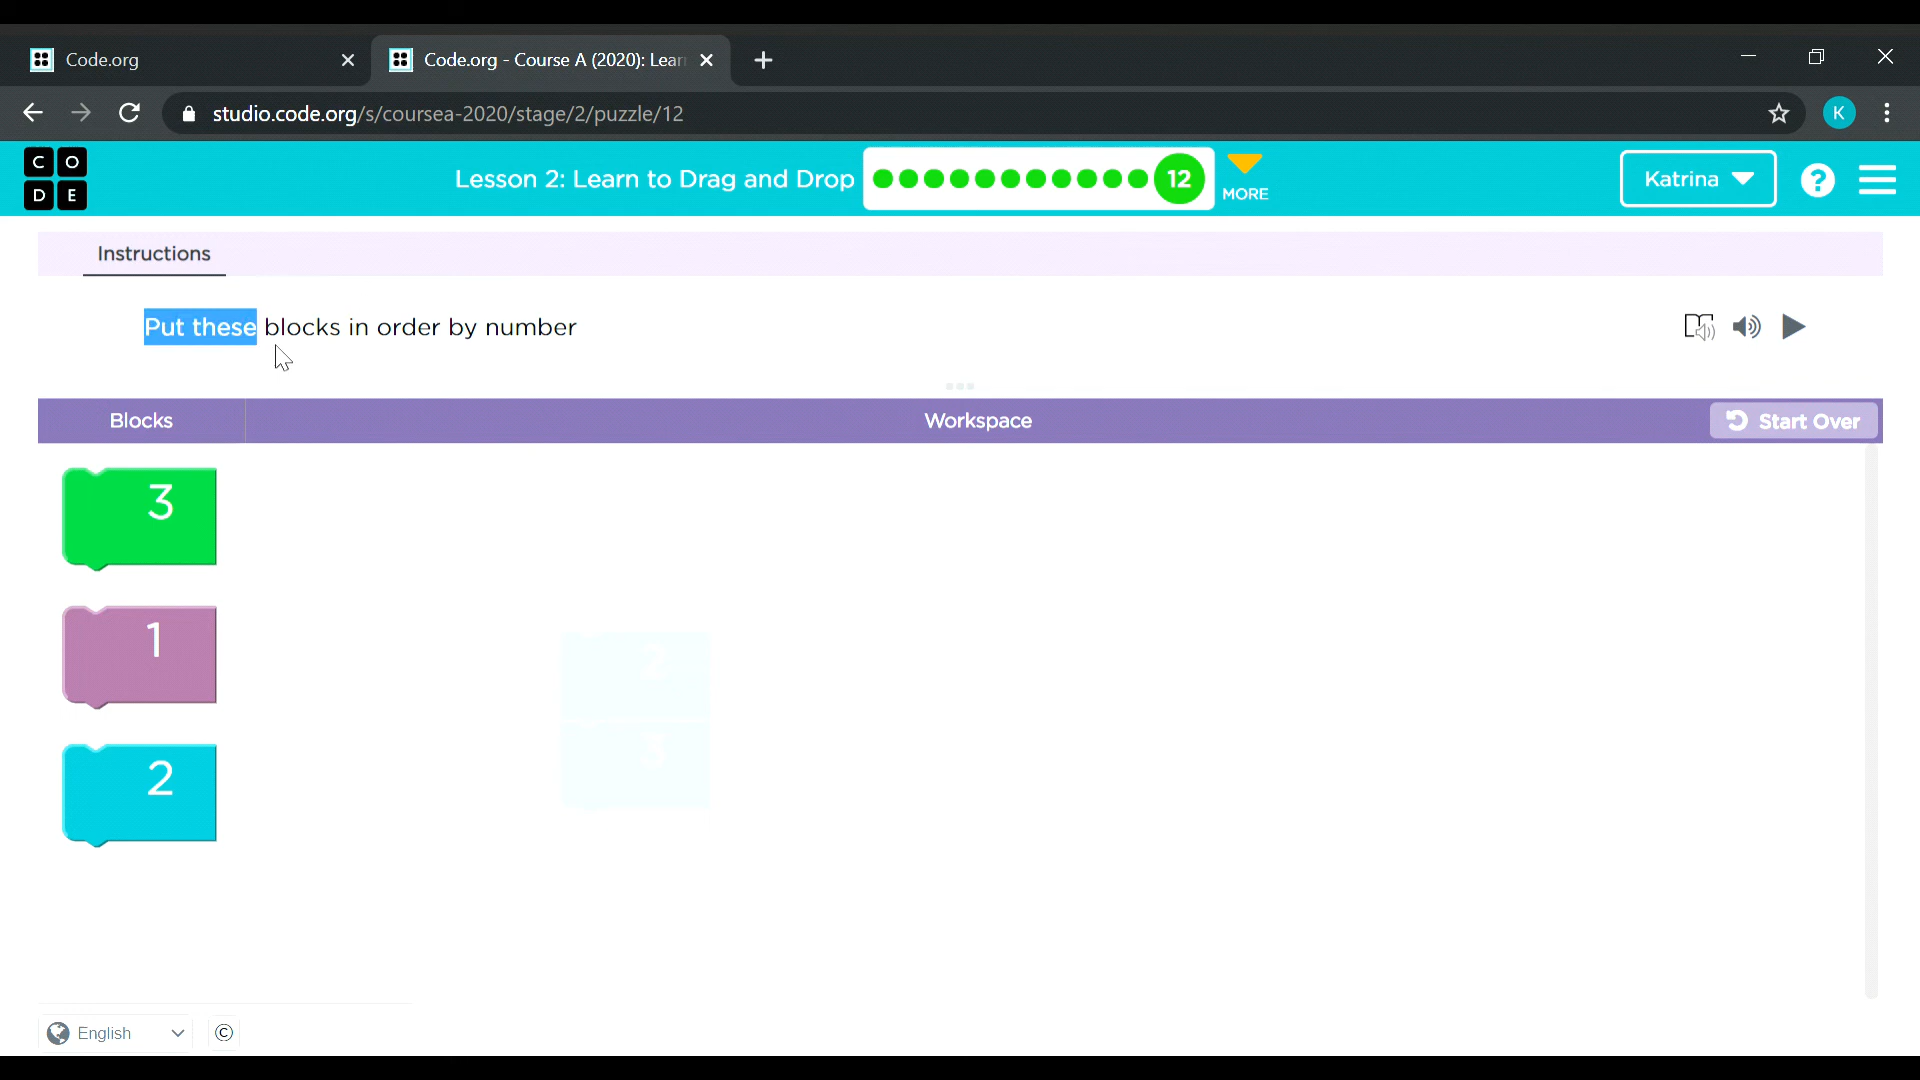 Code.org
Code.org - Course A (2020): Lear
studio.code.org/s/coursea-2020/stage/2/puzzle/12
K
C O
D E
Lesson 2: Learn to Drag and Drop
12
MORE
Katrina
?
Instructions
Put these blocks in order by number
Blocks
Workspace
Start Over
3
1
2
2
3
English
©